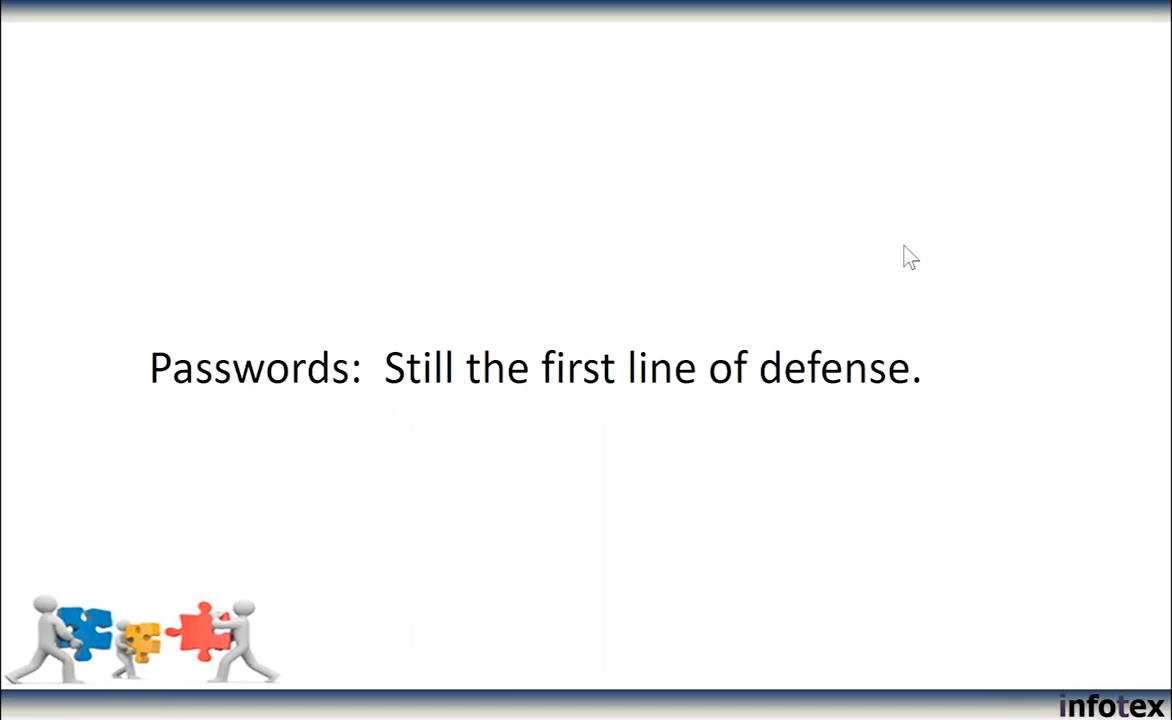 Passwords:  Still the first line of defense.
infotex